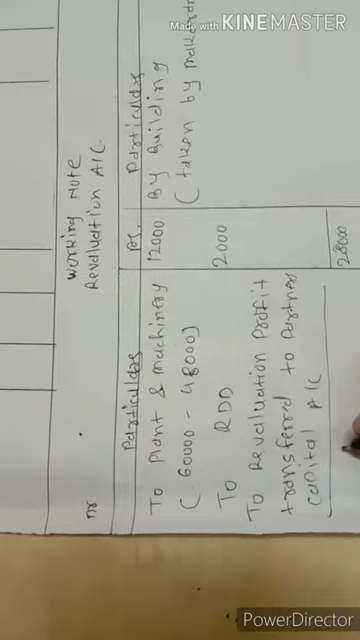 Made with KINEMASTER
Working Note
Revaluation A/C.
Dr
Particulars Rs. Particulars
To Plant & Machinery 12000 By Building
( 60000 - 48000) ( taken by
To RDD 2000
To Revaluation Profit
transferred to Partner
Capital A/C
28000
PowerDirector